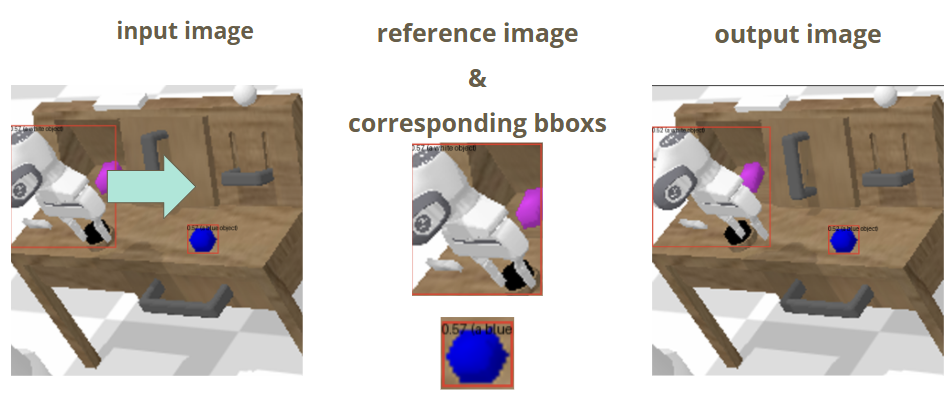 input image
reference image
&
corresponding bboxs
output image
0.57 (a white object)
0.52 (a blue object)
0.57 (a white object)
0.57 (a blue
0.57 (a white object)
0.52 (a blue object)